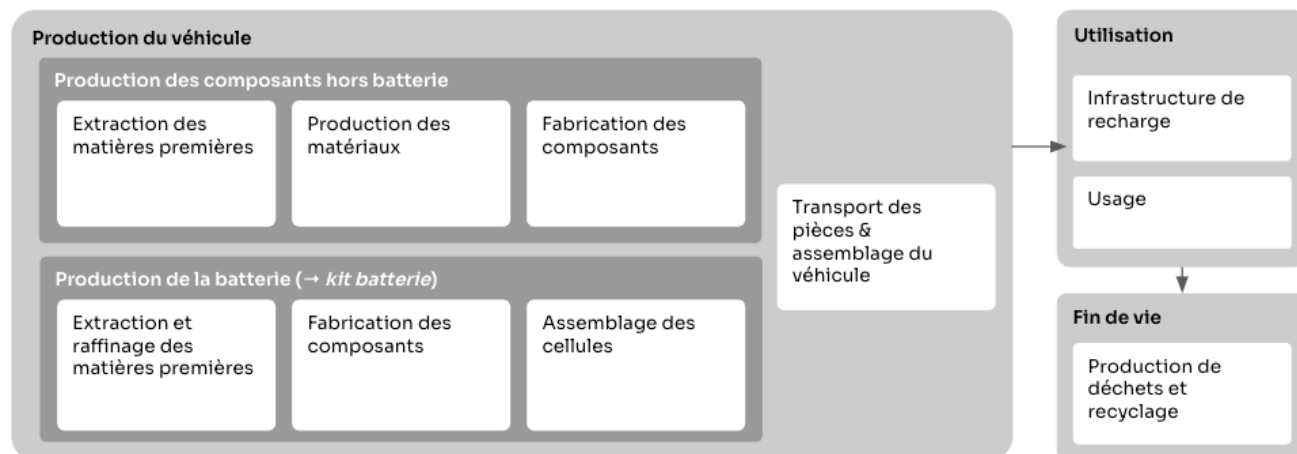 Production du véhicule
Production des composants hors batterie
Extraction des
matières premières
Production des
matériaux
Fabrication des
composants
Production de la batterie (→ kit batterie)
Extraction et
raffinage des
matières premières
Fabrication des
composants
Assemblage des
cellules
Transport des
pièces &
assemblage du
véhicule
Utilisation
Infrastructure de
recharge
Usage
Fin de vie
Production de
déchets et
recyclage